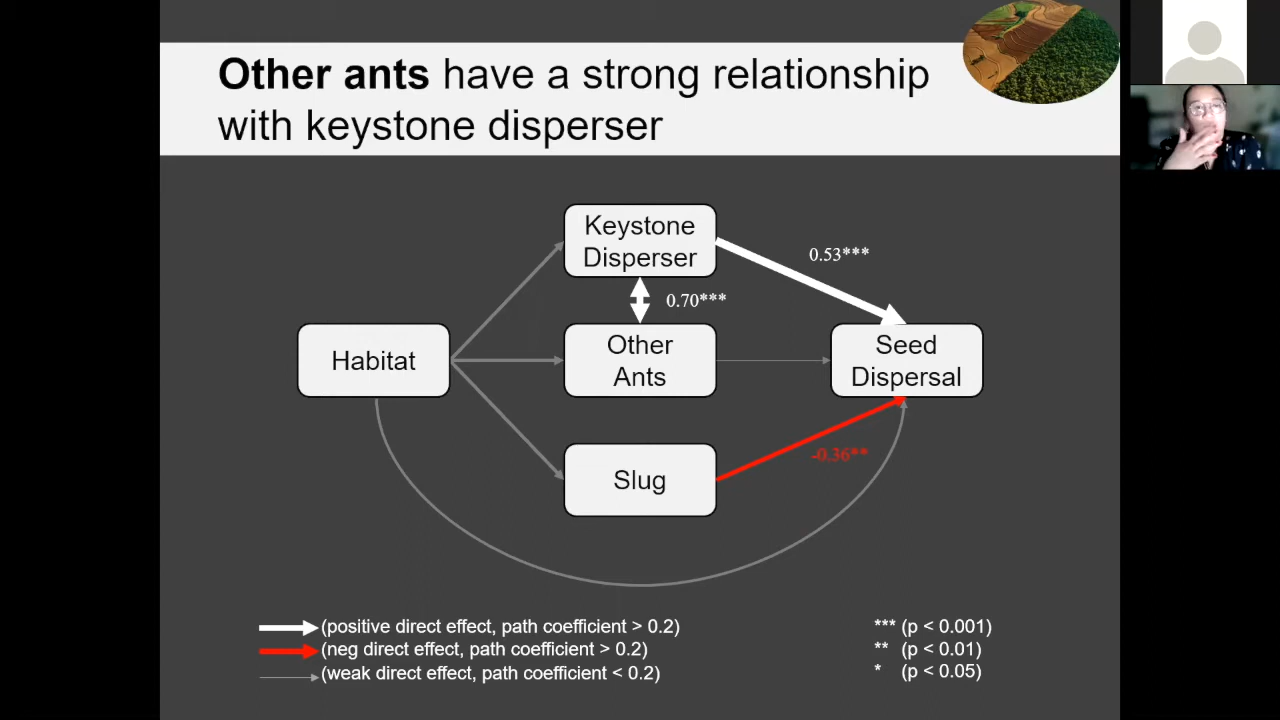 Other ants have a strong relationship
with keystone disperser
Keystone
Disperser
0.53***
0.70***
Habitat
Other
Ants
Seed
Dispersal
-0.36**
Slug
(positive direct effect, path coefficient > 0.2)
(neg direct effect, path coefficient > 0.2)
(weak direct effect, path coefficient < 0.2)
*** (p < 0.001)
** (p < 0.01)
* (p < 0.05)